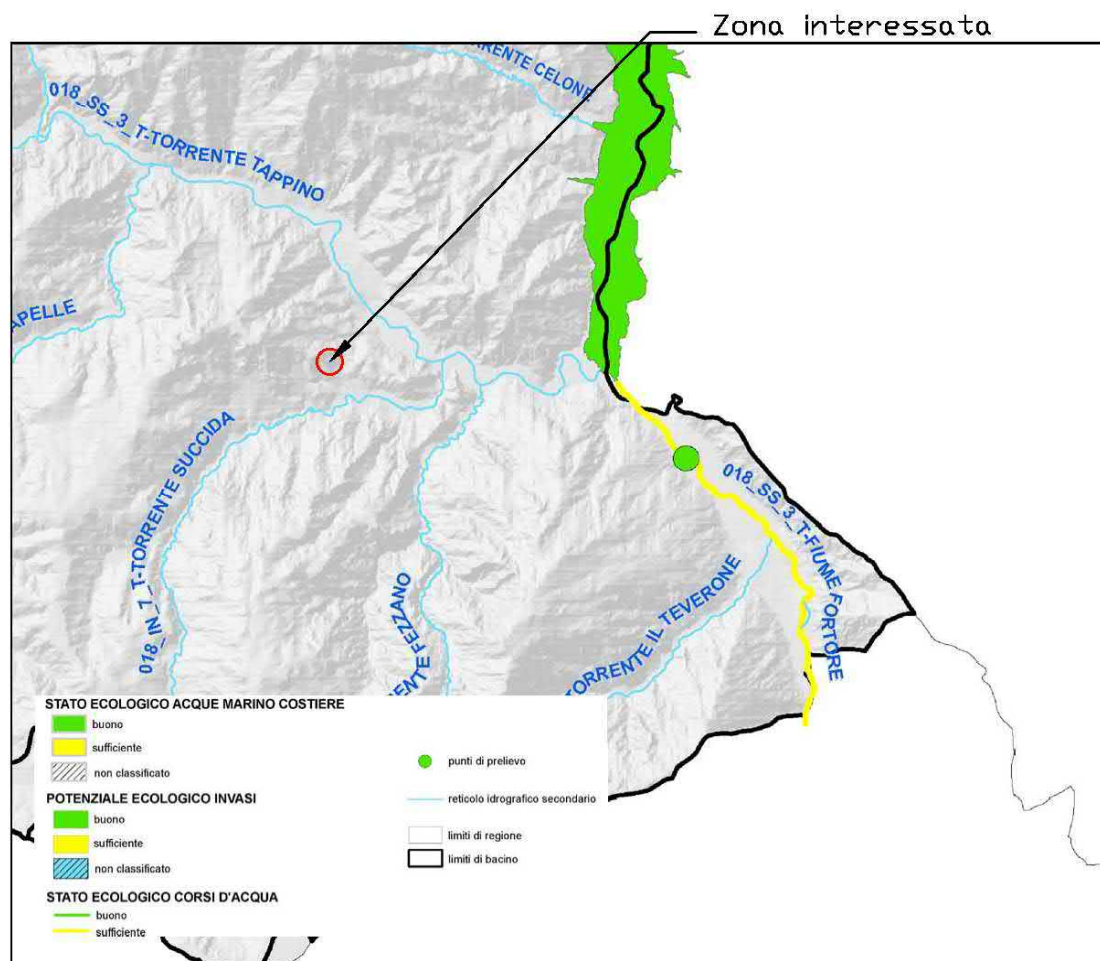 Zona interessata
RENTE CELONE
018_SS_3_T-TORRENTE TAPPINO
APELLE
018_IN_7_T-TORRENTE SUCCIDA
ENTE FEZZANO
TORRENTE IL TEVERONE
018_SS_3_T-FIUME FORTORE
STATO ECOLOGICO ACQUE MARINO COSTIERE
buono
sufficiente
non classificato
POTENZIALE ECOLOGICO INVASI
buono
sufficiente
non classificato
STATO ECOLOGICO CORSI D'ACQUA
buono
sufficiente
punti di prelievo
reticolo idrografico secondario
limiti di regione
limiti di bacino